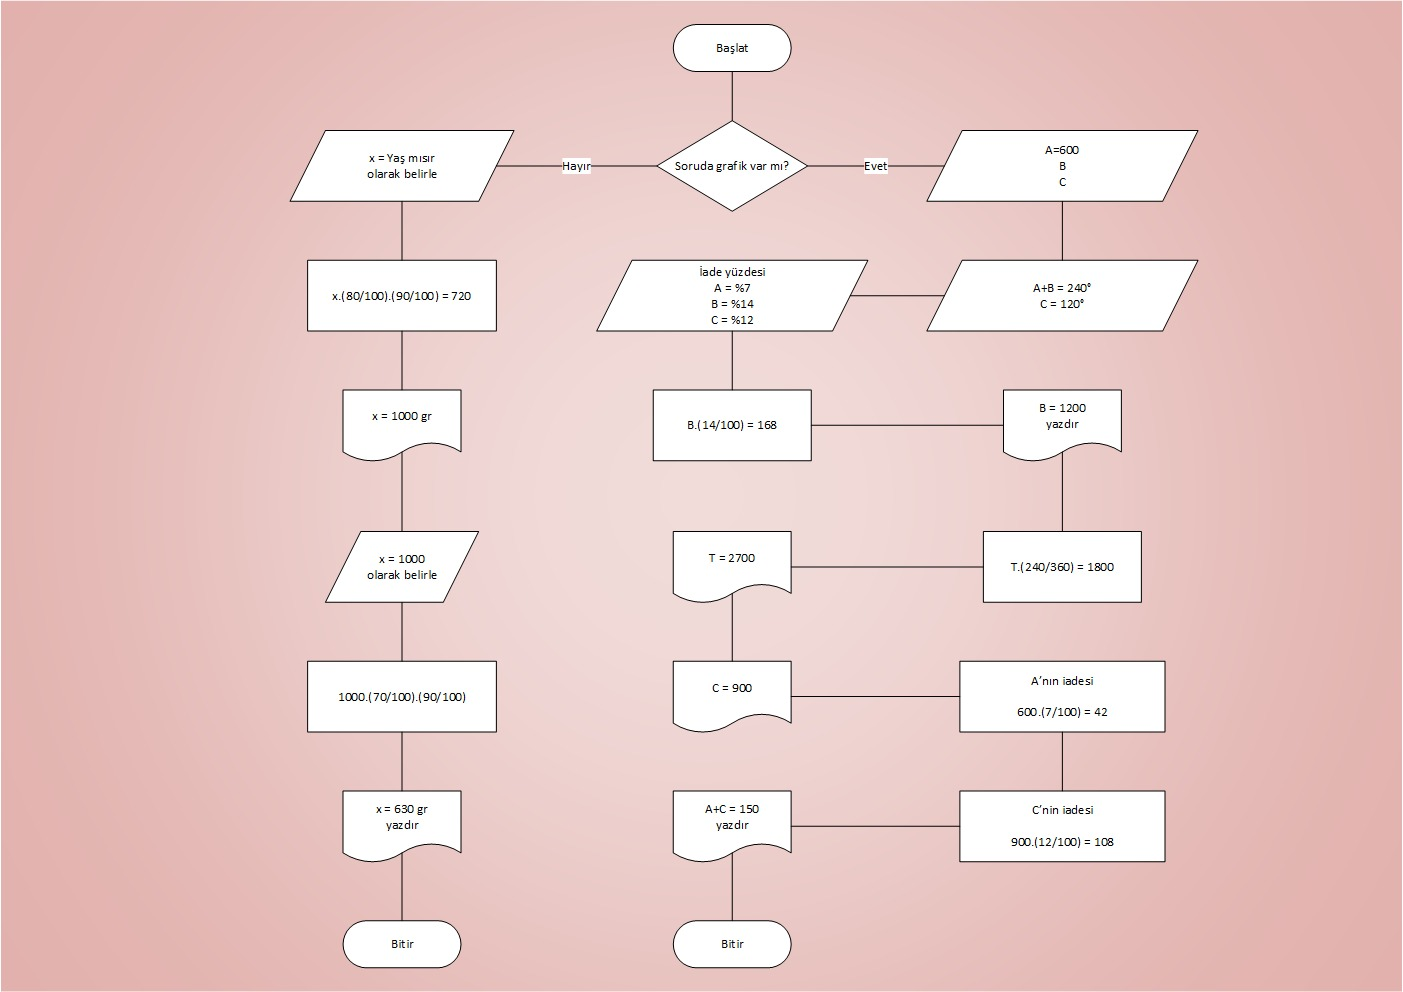 Başlat
Soruda grafik var mı?
Hayır
Evet
x = Yaş mısır
olarak belirle
x.(80/100).(90/100) = 720
x = 1000 gr
x = 1000
olarak belirle
1000.(70/100).(90/100)
x = 630 gr
yazdır
Bitir
A=600
B
C
A+B = 240°
C = 120°
İade yüzdesi
A = %7
B = %14
C = %12
B.(14/100) = 168
B = 1200
yazdır
T.(240/360) = 1800
T = 2700
C = 900
A’nın iadesi
600.(7/100) = 42
C’nin iadesi
900.(12/100) = 108
A+C = 150
yazdır
Bitir